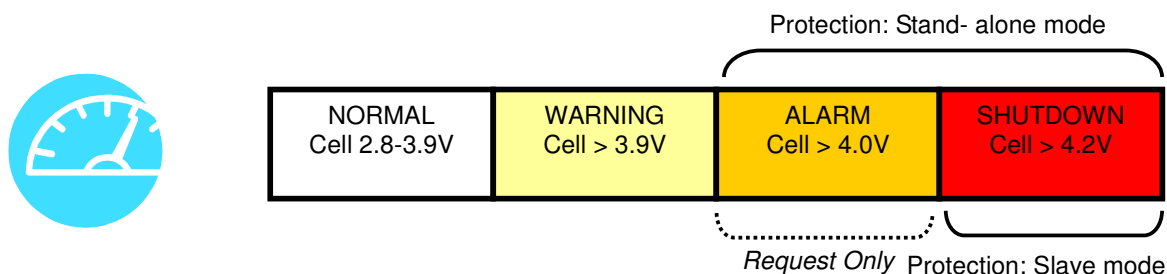 Protection: Stand- alone mode
NORMAL
Cell 2.8-3.9V
WARNING
Cell > 3.9V
ALARM
Cell > 4.0V
SHUTDOWN
Cell > 4.2V
Request Only
Protection: Slave mode